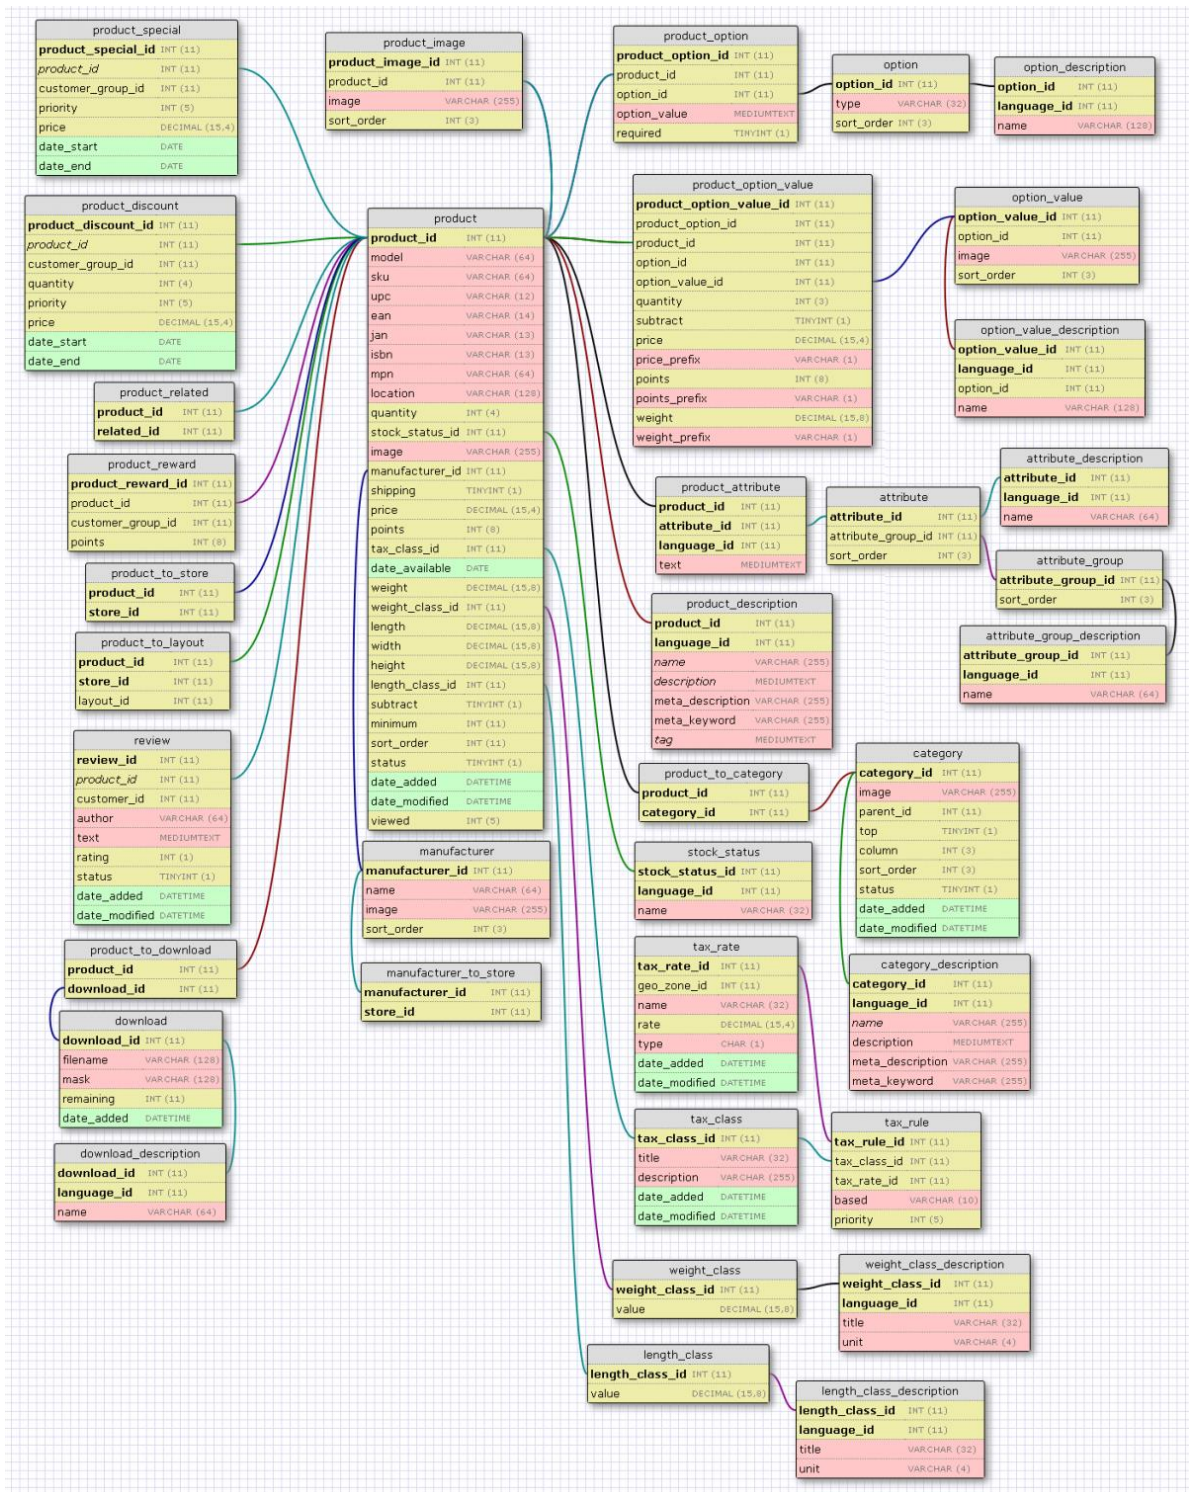 product_special
product_special_id INT (11)
product_id INT (11)
customer_group_id INT (11)
priority INT (5)
price DECIMAL (15,4)
date_start DATE
date_end DATE
product_image
product_image_id INT (11)
product_id INT (11)
image VARCHAR (255)
sort_order INT (3)
product_option
product_option_id INT (11)
product_id INT (11)
option_id INT (11)
option_value MEDIUMTEXT
required TINYINT (1)
option
option_id INT (11)
type VARCHAR (32)
sort_order INT (3)
option_description
option_id INT (11)
language_id INT (11)
name VARCHAR (128)
product_discount
product_discount_id INT (11)
product_id INT (11)
customer_group_id INT (11)
quantity INT (4)
priority INT (5)
price DECIMAL (15,4)
date_start DATE
date_end DATE
product
product_id INT (11)
model VARCHAR (64)
sku VARCHAR (64)
upc VARCHAR (12)
ean VARCHAR (14)
jan VARCHAR (13)
isbn VARCHAR (13)
mpn VARCHAR (64)
location VARCHAR (128)
quantity INT (4)
stock_status_id INT (11)
image VARCHAR (255)
manufacturer_id INT (11)
shipping TINYINT (1)
price DECIMAL (15,4)
points INT (8)
tax_class_id INT (11)
date_available DATE
weight DECIMAL (15,8)
weight_class_id INT (11)
length DECIMAL (15,8)
width DECIMAL (15,8)
height DECIMAL (15,8)
length_class_id INT (11)
subtract TINYINT (1)
minimum INT (11)
sort_order INT (11)
status TINYINT (1)
date_added DATETIME
date_modified DATETIME
viewed INT (5)
product_option_value
product_option_value_id INT (11)
product_option_id INT (11)
product_id INT (11)
option_id INT (11)
option_value_id INT (11)
quantity INT (3)
subtract TINYINT (1)
price DECIMAL (15,4)
price_prefix VARCHAR (1)
points INT (8)
points_prefix VARCHAR (1)
weight DECIMAL (15,8)
weight_prefix VARCHAR (1)
option_value
option_value_id INT (11)
option_id INT (11)
image VARCHAR (255)
sort_order INT (3)
option_value_description
option_value_id INT (11)
language_id INT (11)
option_id INT (11)
name VARCHAR (128)
product_related
product_id INT (11)
related_id INT (11)
product_reward
product_reward_id INT (11)
product_id INT (11)
customer_group_id INT (11)
points INT (8)
product_to_store
product_id INT (11)
store_id INT (11)
product_to_layout
product_id INT (11)
store_id INT (11)
layout_id INT (11)
review
review_id INT (11)
product_id INT (11)
customer_id INT (11)
author VARCHAR (64)
text MEDIUMTEXT
rating INT (1)
status TINYINT (1)
date_added DATETIME
date_modified DATETIME
product_to_download
product_id INT (11)
download_id INT (11)
download
download_id INT (11)
filename VARCHAR (128)
mask VARCHAR (128)
remaining INT (11)
date_added DATETIME
download_description
download_id INT (11)
language_id INT (11)
name VARCHAR (64)
manufacturer
manufacturer_id INT (11)
name VARCHAR (64)
image VARCHAR (255)
sort_order INT (3)
manufacturer_to_store
manufacturer_id INT (11)
store_id INT (11)
product_attribute
product_id INT (11)
attribute_id INT (11)
language_id INT (11)
text MEDIUMTEXT
attribute
attribute_id INT (11)
attribute_group_id INT (11)
sort_order INT (3)
attribute_description
attribute_id INT (11)
language_id INT (11)
name VARCHAR (64)
attribute_group
attribute_group_id INT (11)
sort_order INT (3)
attribute_group_description
attribute_group_id INT (11)
language_id INT (11)
name VARCHAR (64)
product_description
product_id INT (11)
language_id INT (11)
name VARCHAR (255)
description MEDIUMTEXT
meta_description VARCHAR (255)
meta_keyword VARCHAR (255)
tag MEDIUMTEXT
product_to_category
product_id INT (11)
category_id INT (11)
category
category_id INT (11)
image VARCHAR (255)
parent_id INT (11)
top TINYINT (1)
column INT (3)
sort_order INT (3)
status TINYINT (1)
date_added DATETIME
date_modified DATETIME
stock_status
stock_status_id INT (11)
language_id INT (11)
name VARCHAR (32)
tax_rate
tax_rate_id INT (11)
geo_zone_id INT (11)
name VARCHAR (32)
rate DECIMAL (15,4)
type CHAR (1)
date_added DATETIME
date_modified DATETIME
category_description
category_id INT (11)
language_id INT (11)
name VARCHAR (255)
description MEDIUMTEXT
meta_description VARCHAR (255)
meta_keyword VARCHAR (255)
tax_class
tax_class_id INT (11)
title VARCHAR (32)
description VARCHAR (255)
date_added DATETIME
date_modified DATETIME
tax_rule
tax_rule_id INT (11)
tax_class_id INT (11)
tax_rate_id INT (11)
based VARCHAR (10)
priority INT (5)
weight_class
weight_class_id INT (11)
value DECIMAL (15,8)
weight_class_description
weight_class_id INT (11)
language_id INT (11)
title VARCHAR (32)
unit VARCHAR (4)
length_class
length_class_id INT (11)
value DECIMAL (15,8)
length_class_description
length_class_id INT (11)
language_id INT (11)
title VARCHAR (32)
unit VARCHAR (4)